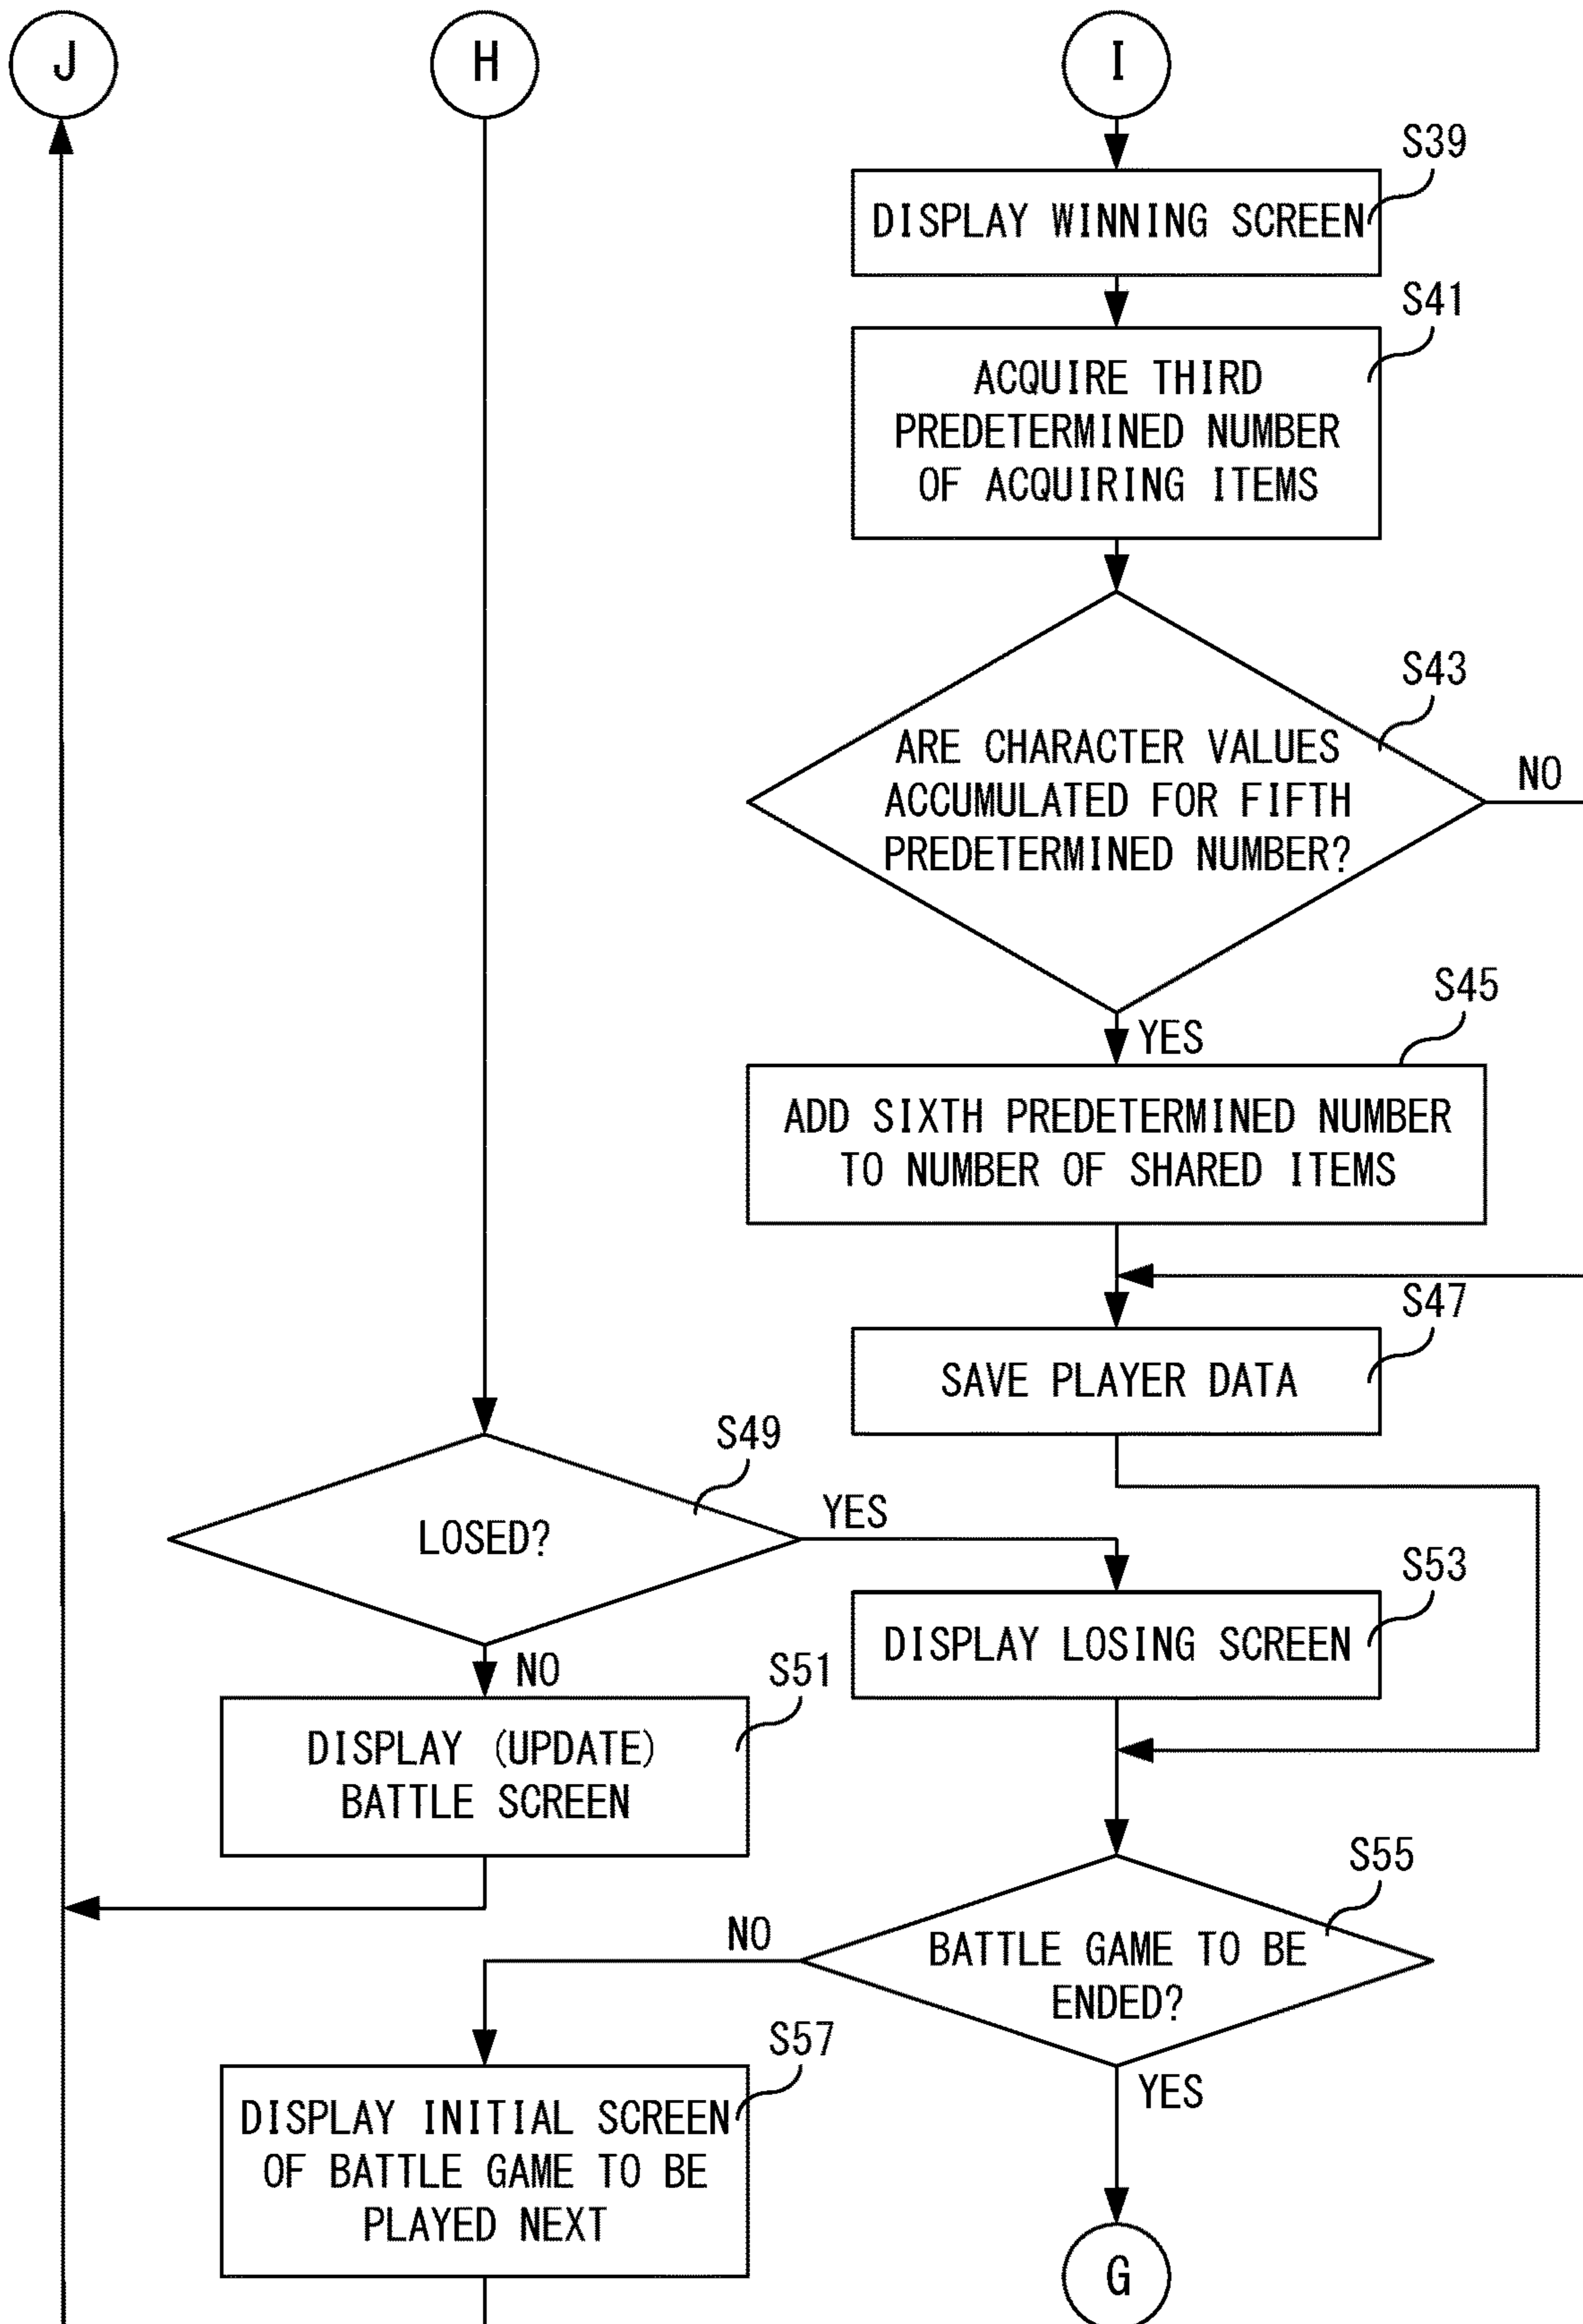 J
H
I
S39
DISPLAY WINNING SCREEN
S41
ACQUIRE THIRD
PREDETERMINED NUMBER
OF ACQUIRING ITEMS
S43
ARE CHARACTER VALUES
ACCUMULATED FOR FIFTH
PREDETERMINED NUMBER?
NO
YES
S45
ADD SIXTH PREDETERMINED NUMBER
TO NUMBER OF SHARED ITEMS
S47
SAVE PLAYER DATA
S49
LOSED?
YES
NO
S53
DISPLAY LOSING SCREEN
S51
DISPLAY (UPDATE)
BATTLE SCREEN
S55
BATTLE GAME TO BE
ENDED?
NO
YES
S57
DISPLAY INITIAL SCREEN
OF BATTLE GAME TO BE
PLAYED NEXT
G